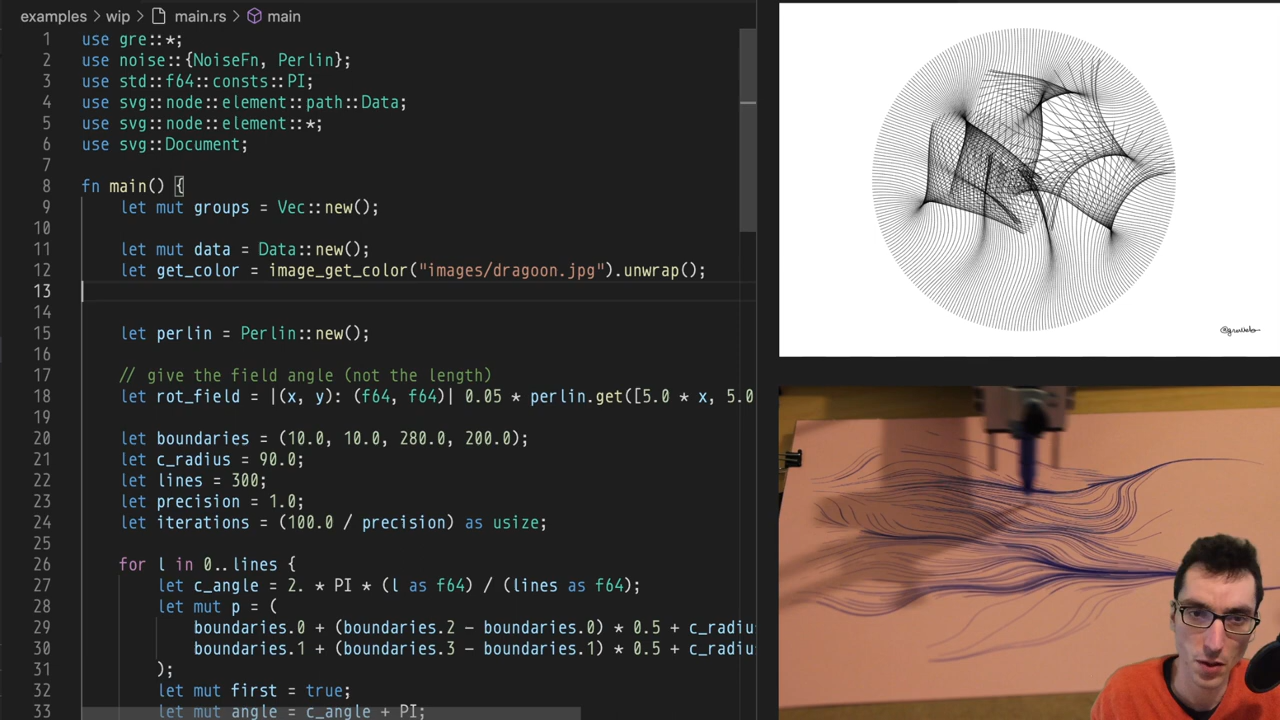 examples > wip > main.rs > main
1 use gre::*;
2 use noise::{NoiseFn, Perlin};
3 use std::f64::consts::PI;
4 use svg::node::element::path::Data;
5 use svg::node::element::*;
6 use svg::Document;
7
8 fn main() {
9 let mut groups = Vec::new();
10
11 let mut data = Data::new();
12 let get_color = image_get_color("images/dragoon.jpg").unwrap();
13
14
15 let perlin = Perlin::new();
16
17 // give the field angle (not the length)
18 let rot_field = |(x, y): (f64, f64)| 0.05 * perlin.get([5.0 * x, 5.0
19
20 let boundaries = (10.0, 10.0, 280.0, 200.0);
21 let c_radius = 90.0;
22 let lines = 300;
23 let precision = 1.0;
24 let iterations = (100.0 / precision) as usize;
25
26 for l in 0..lines {
27 let c_angle = 2. * PI * (l as f64) / (lines as f64);
28 let mut p = (
29 boundaries.0 + (boundaries.2 - boundaries.0) * 0.5 + c_radiu
30 boundaries.1 + (boundaries.3 - boundaries.1) * 0.5 + c_radiu
31 );
32 let mut first = true;
33 let mut angle = c_angle + PI;